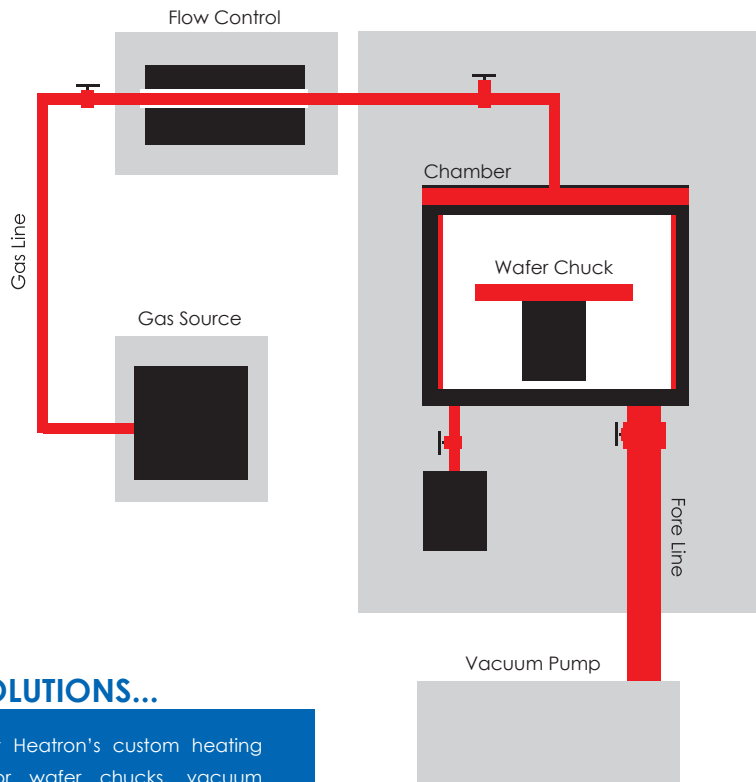 Flow Control
Chamber
Gas Line
Wafer Chuck
Gas Source
Fore Line
Vacuum Pump
Heatron's custom heating
wafer chucks, vacuum